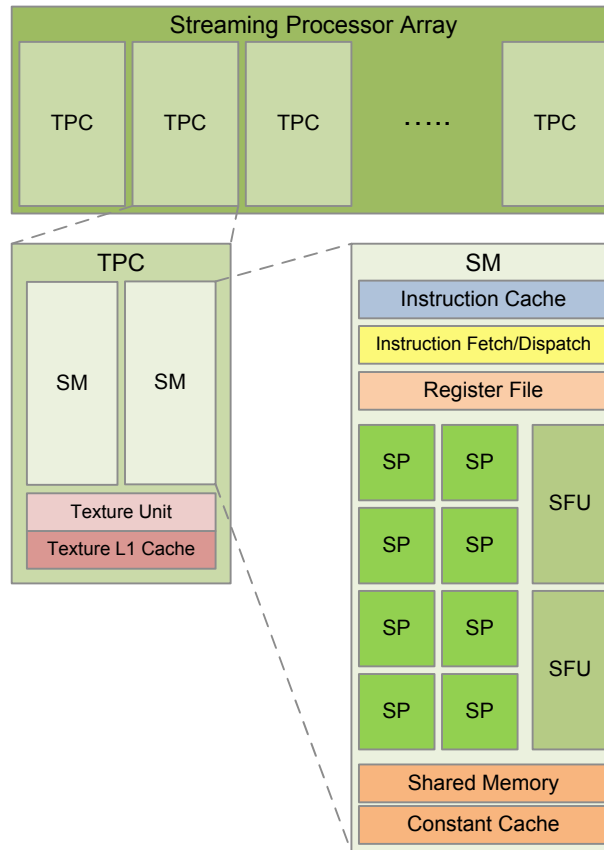 Streaming Processor Array
TPC TPC TPC ..... TPC
TPC
SM SM
Texture Unit
Texture L1 Cache
SM
Instruction Cache
Instruction Fetch/Dispatch
Register File
SP SP
SFU
SP SP
SP SP
SFU
SP SP
Shared Memory
Constant Cache